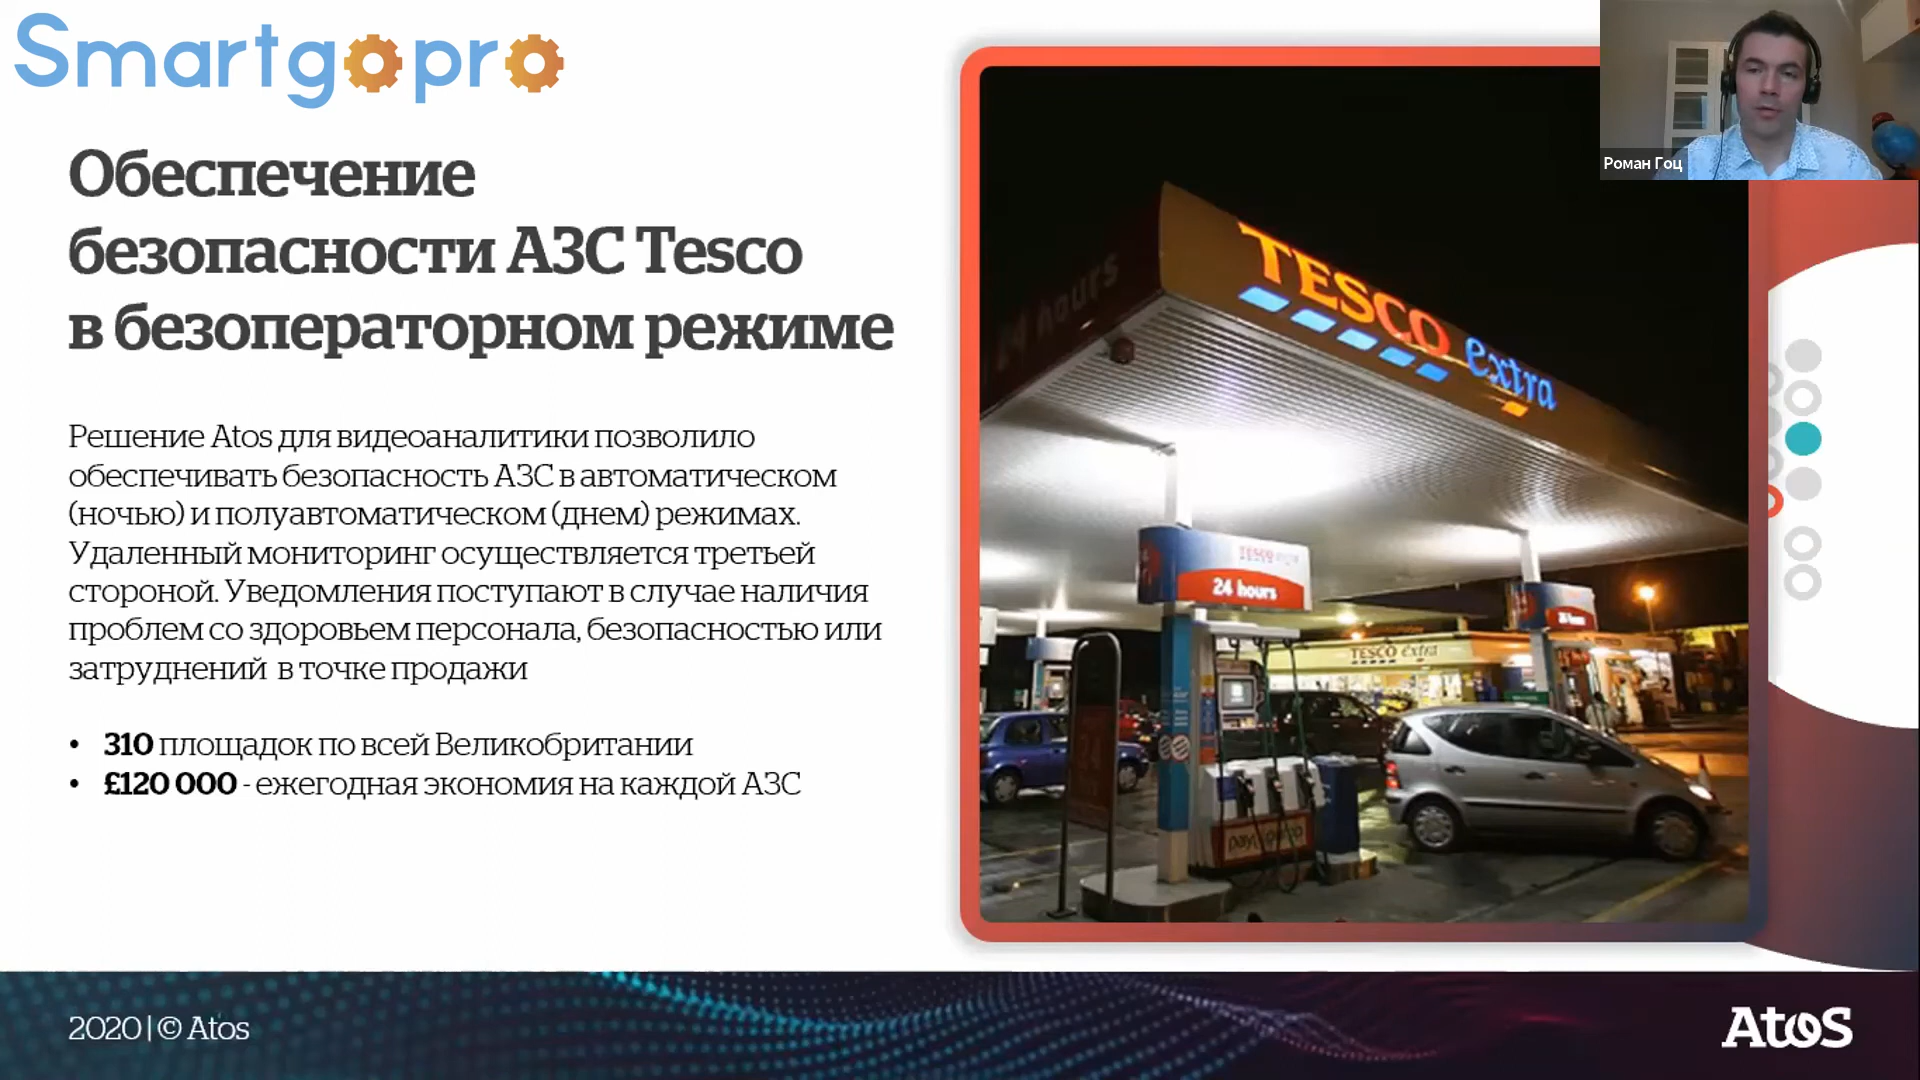 Smartgopro
Роман Гоц
Обеспечение
безопасности АЗС Tesco
в безоператорном режиме
Решение Atos для видеоаналитики позволило
обеспечивать безопасность АЗС в автоматическом
(ночью) и полуавтоматическом (днем) режимах.
Удаленный мониторинг осуществляется третьей
стороной. Уведомления поступают в случае наличия
проблем со здоровьем персонала, безопасностью или
затруднений в точке продажи
• 310 площадок по всей Великобритании
• £120 000 - ежегодная экономия на каждой АЗС
24 hours
TESCO extra
TESCO
24 hours
TESCO extra
2020 | © Atos
Atos